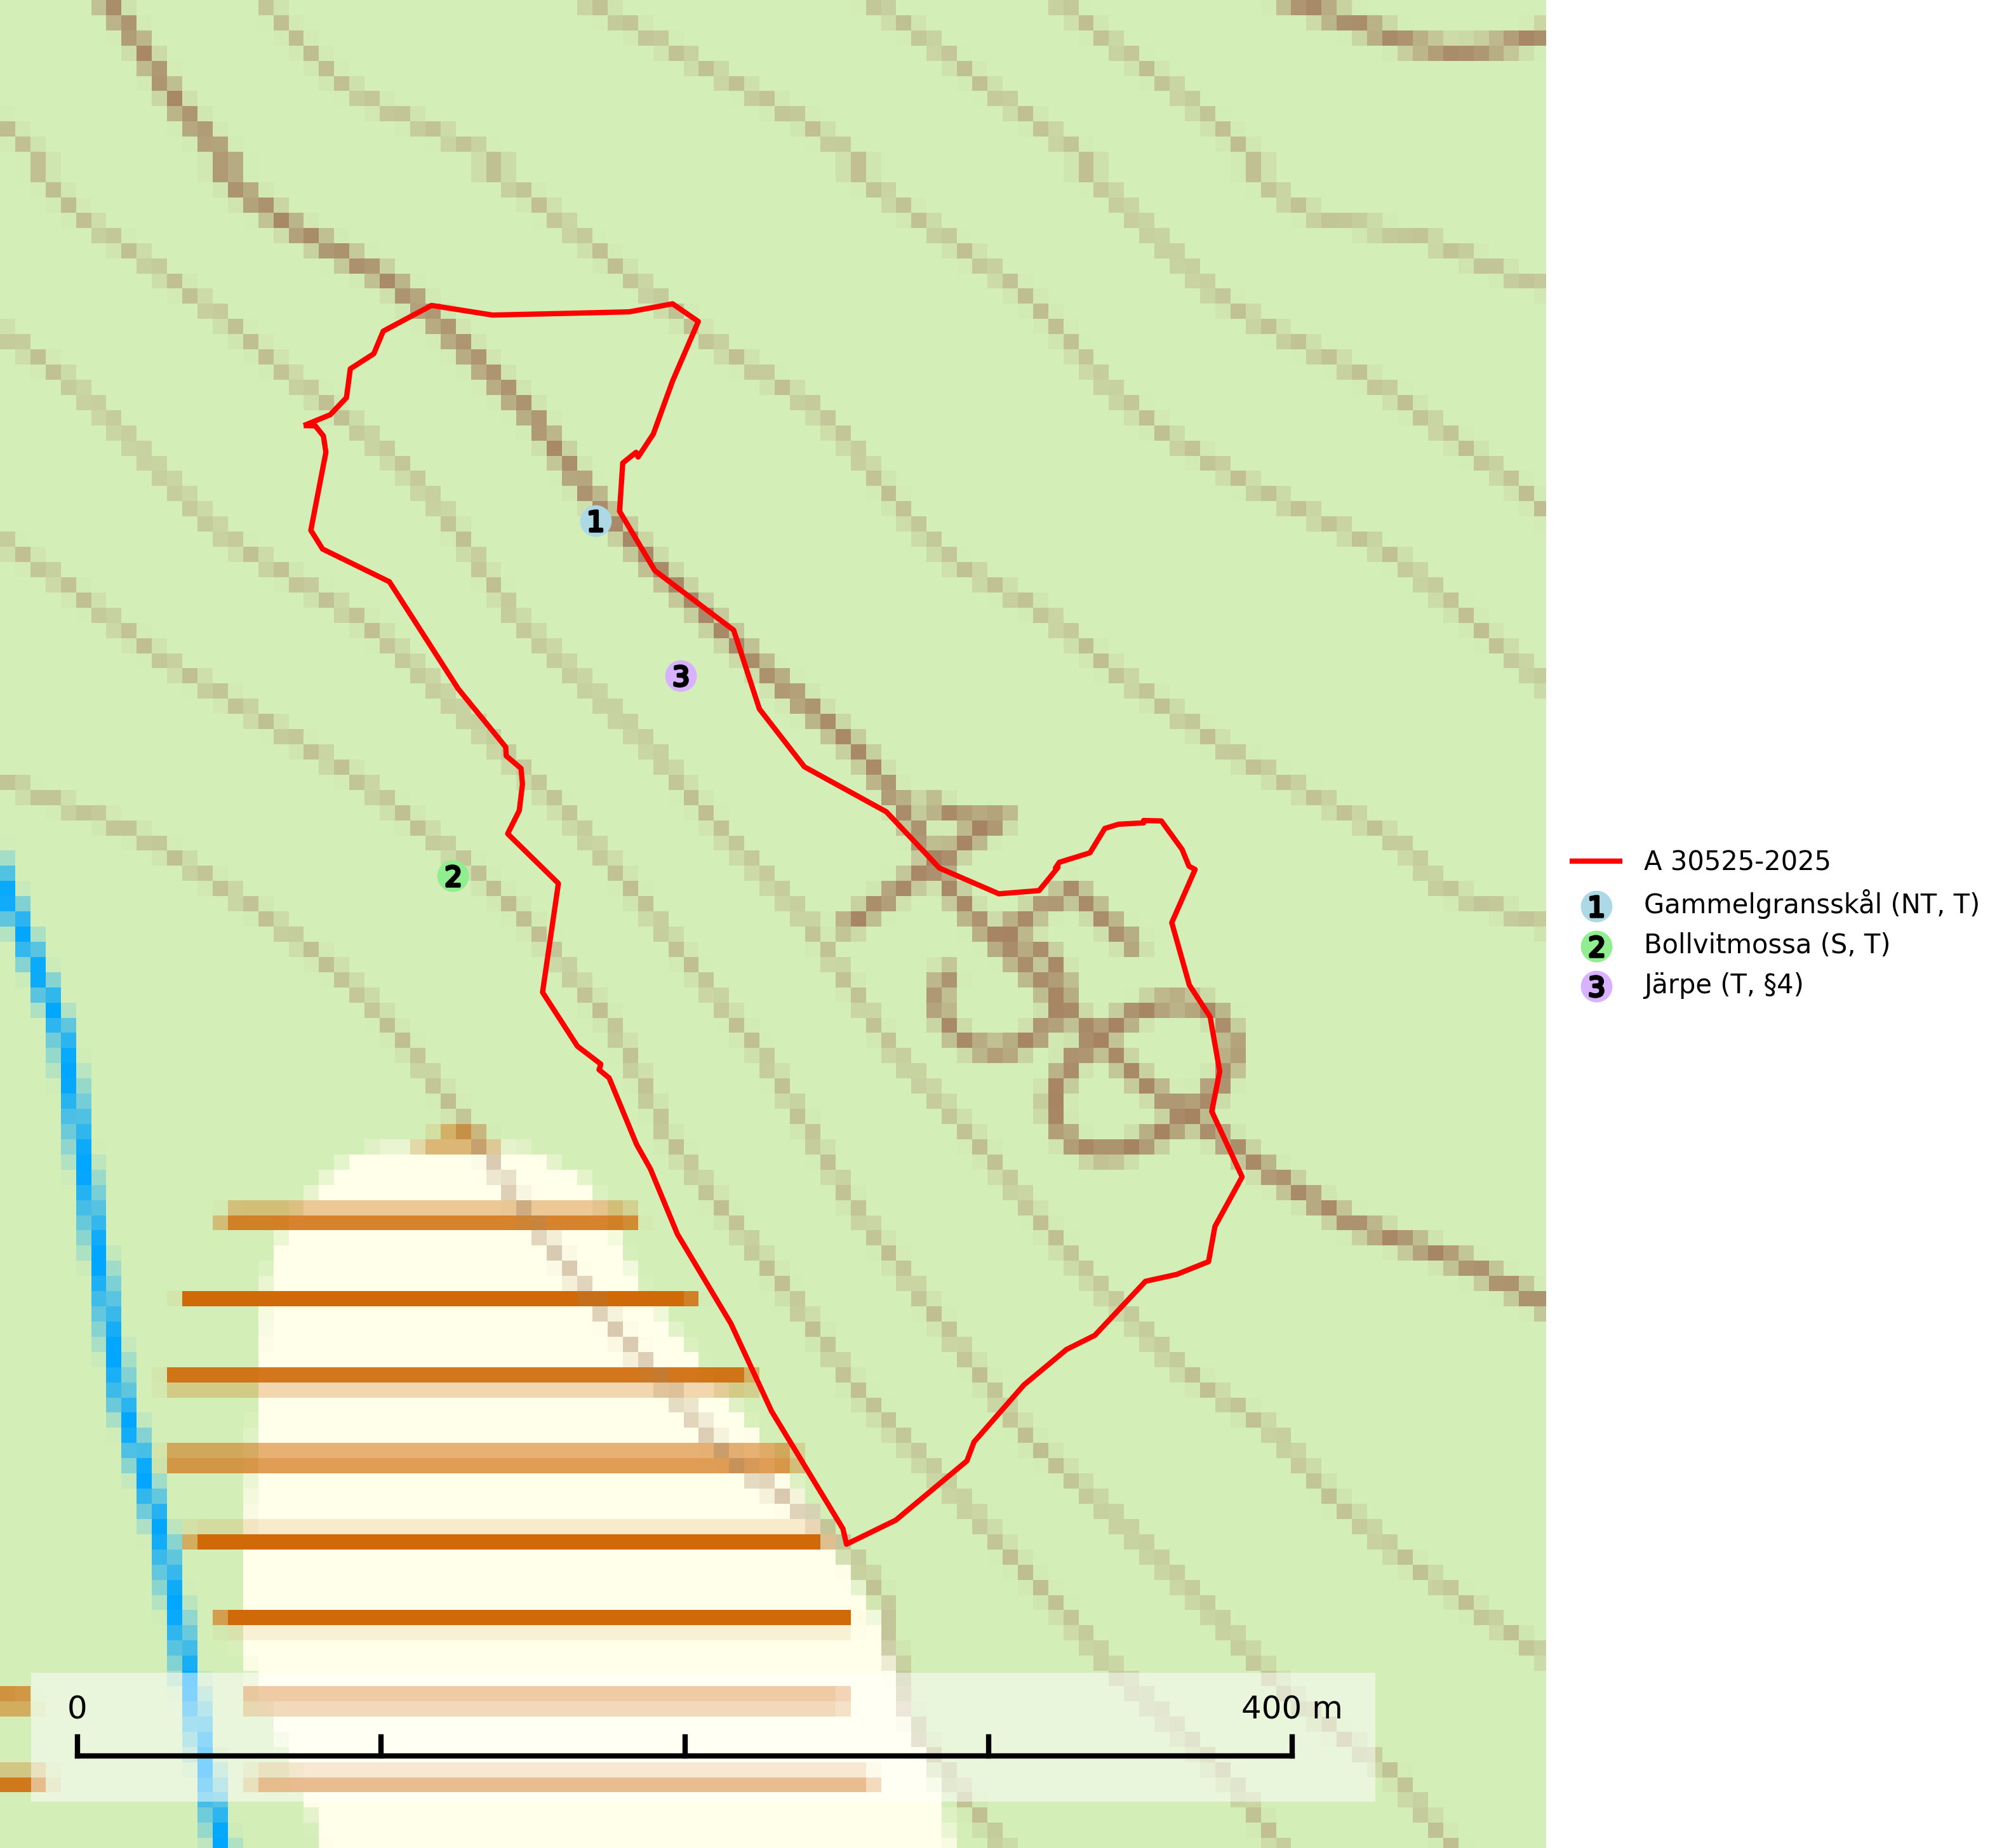 1
3
2
A 30525-2025
1 Gammelgransskål (NT, T)
2 Bollvitmossa (S, T)
3 Järpe (T, §4)
0 400 m